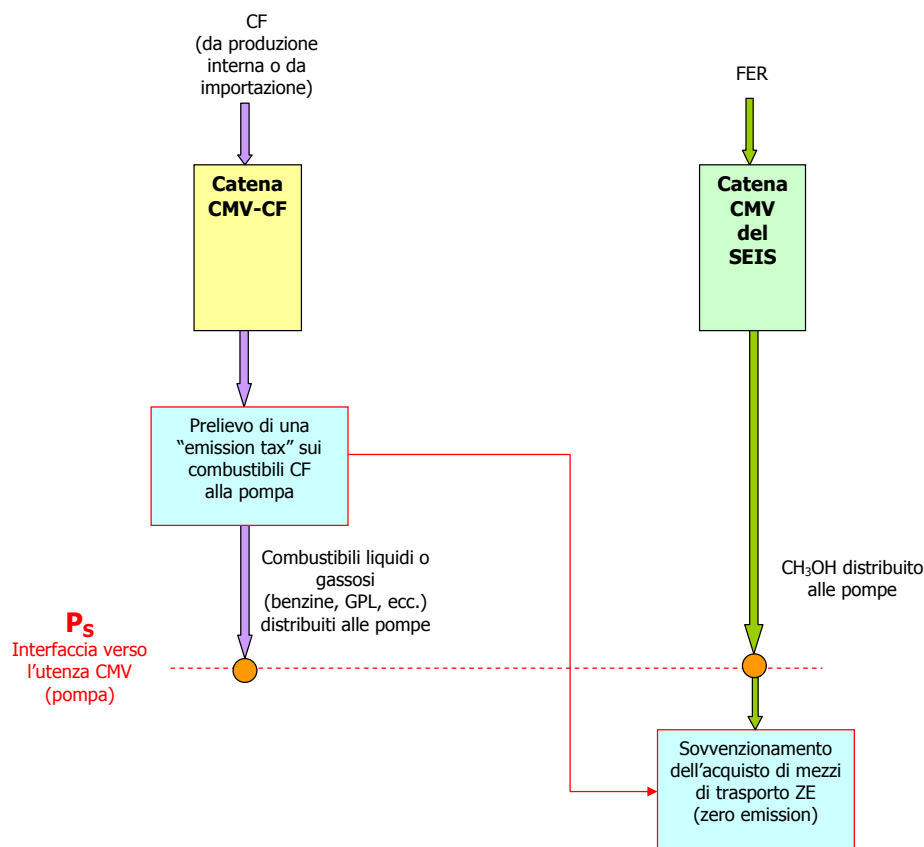 CF
(da produzione
interna o da
importazione)
FER
Catena
CMV-CF
Catena
CMV
del
SEIS
Prelievo di una
“emission tax” sui
combustibili CF
alla pompa
Combustibili liquidi o
gassosi
(benzine, GPL, ecc.)
distribuiti alle pompe
CH₃OH distribuito
alle pompe
Pₛ
Interfaccia verso
l’utenza CMV
(pompa)
Sovvenzionamento
dell’acquisto di mezzi
di trasporto ZE
(zero emission)